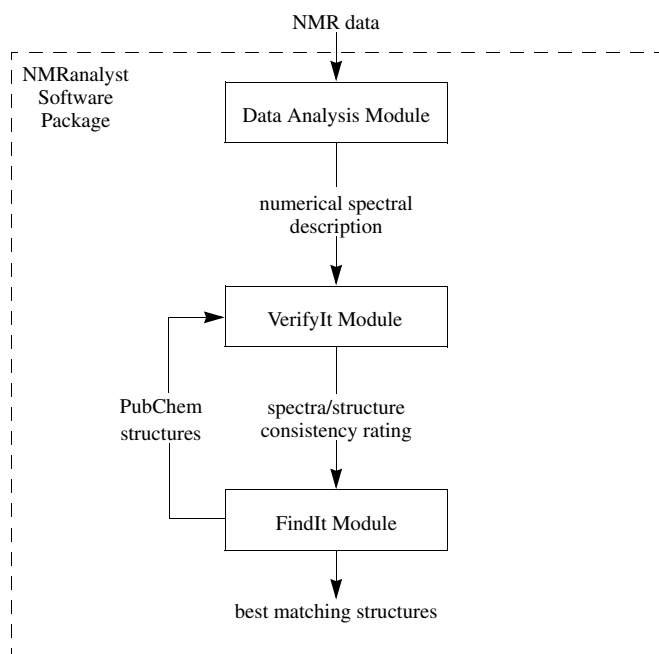 NMR data
NMRanalyst
Software
Package
Data Analysis Module
numerical spectral
description
VerifyIt Module
PubChem
structures
spectra/structure
consistency rating
FindIt Module
best matching structures